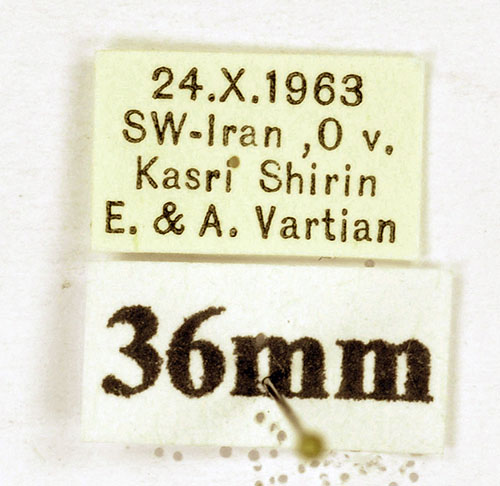 24.X.1963
SW-Iran ,O v.
Kasri Shirin
E. & A. Vartian
36mm